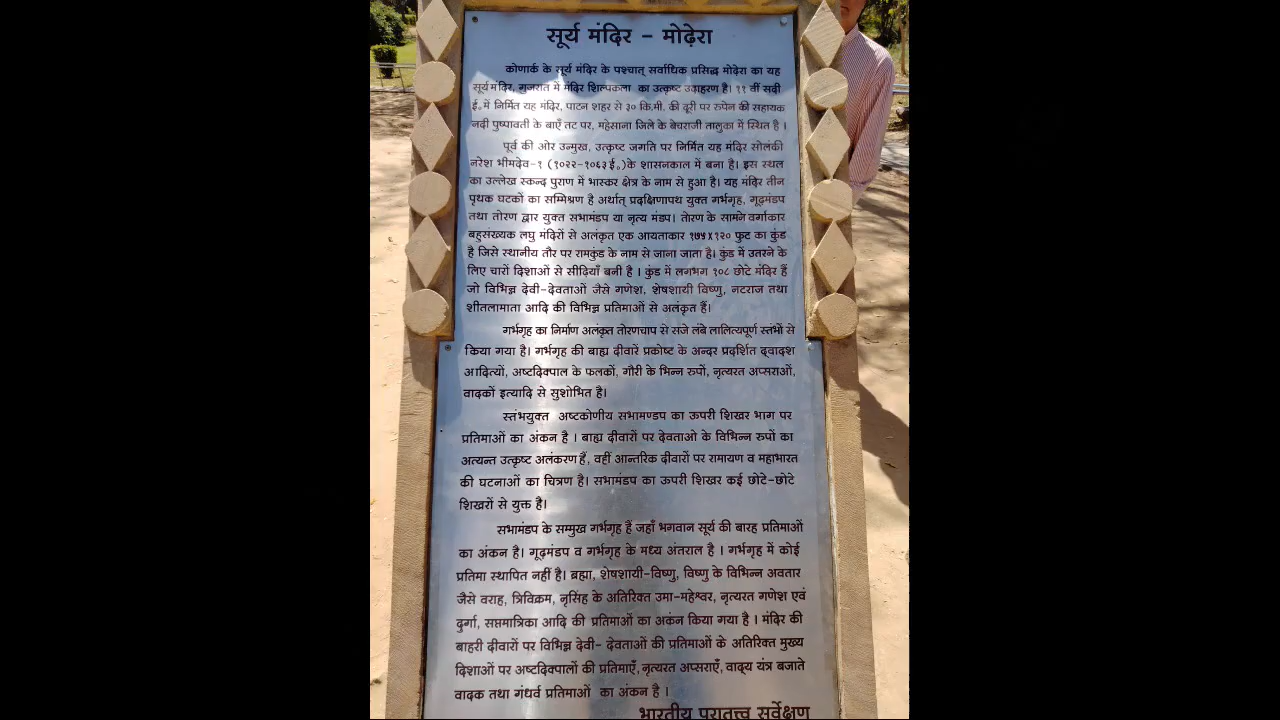 सूर्य मंदिर - मोढ़ेरा
कोणार्क के सूर्य मंदिर के पश्चात् सर्वाधिक प्रसिद्ध मोढ़ेरा का यह
सूर्य मंदिर, गुजरात में मंदिर शिल्पकला का उत्कृष्ट उदाहरण है। ११ वीं सदी
ई॰ में निर्मित यह मंदिर, पाटन शहर से ३० कि.मी. की दूरी पर रुपेन की सहायक
नदी पुष्पावती के बाएँ तट पर, महेसाना जिले के बेचराजी तालुका में स्थित है ।
पूर्व की ओर उन्मुख, उत्कृष्ट जगति पर निर्मित यह मंदिर सोलंकी
नरेश भीमदेव-१ (१०२२-१०६३ ई॰)के शासनकाल में बना है। इस स्थल
का उल्लेख स्कन्द पुराण में भास्कर क्षेत्र के नाम से हुआ है। यह मंदिर तीन
पृथक घटकों का सम्मिश्रण है अर्थात् प्रदक्षिणापथ युक्त गर्भगृह, गूढ़मंडप
तथा तोरण द्वार युक्त सभामंडप या नृत्य मंडप। तोरण के सामने वर्गाकार
बहुसंख्यक लघु मंदिरों से अलंकृत एक आयताकार १७५X१२० फुट का कुंड
है जिसे स्थानीय तौर पर रामकुंड के नाम से जाना जाता है। कुंड में उतरने के
लिए चारों दिशाओं से सीढ़ियाँ बनी है । कुंड में लगभग १०८ छोटे मंदिर हैं
जो विभिन्न देवी-देवताओं जैसे गणेश, शेषशायी विष्णु, नटराज तथा
शीतलामाता आदि की विभिन्न प्रतिमाओं से अलंकृत हैं।
गर्भगृह का निर्माण अलंकृत तोरणचाप से सजे लंबे लालित्यपूर्ण स्तंभों से
किया गया है। गर्भगृह की बाह्य दीवारें प्रकोष्ट के अन्दर प्रदर्शित द्वादश
आदित्यों, अष्टदिक्पाल के फलकों, गौरी के भिन्न रुपों, नृत्यरत अप्सराओं,
वादकों इत्यादि से सुशोभित है।
स्तंभयुक्त अष्टकोणीय सभामण्डप का ऊपरी शिखर भाग पर
प्रतिमाओं का अंकन है । बाह्य दीवारों पर देवताओ के विभिन्न रुपों का
अत्यन्त उत्कृष्ट अलंकरण हैं, वहीं आन्तरिक दीवारों पर रामायण व महाभारत
की घटनाओं का चित्रण है। सभामंडप का ऊपरी शिखर कई छोटे-छोटे
शिखरों से युक्त है।
सभामंडप के सम्मुख गर्भगृह हैं जहाँ भगवान सूर्य की बारह प्रतिमाओं
का अंकन है। गूढ़मंडप व गर्भगृह के मध्य अंतराल है । गर्भगृह में कोई
प्रतिमा स्थापित नहीं है। ब्रह्मा, शेषशायी-विष्णु, विष्णु के विभिन्न अवतार
जैसे वराह, त्रिविक्रम, नृसिंह के अतिरिक्त उमा-महेश्वर, नृत्यरत गणेश एवं
दुर्गा, सप्तमात्रिका आदि की प्रतिमाओं का अकंन किया गया है । मंदिर की
बाहरी दीवारों पर विभिन्न देवी- देवताओं की प्रतिमाओं के अतिरिक्त मुख्य
दिशाओं पर अष्टदिक्पालों की प्रतिमाएँ, नृत्यरत अप्सराएँ, वाद्य यंत्र बजाते
वादक तथा गंधर्व प्रतिमाओं का अंकन है ।
भारतीय पुरातत्त्व सर्वेक्षण